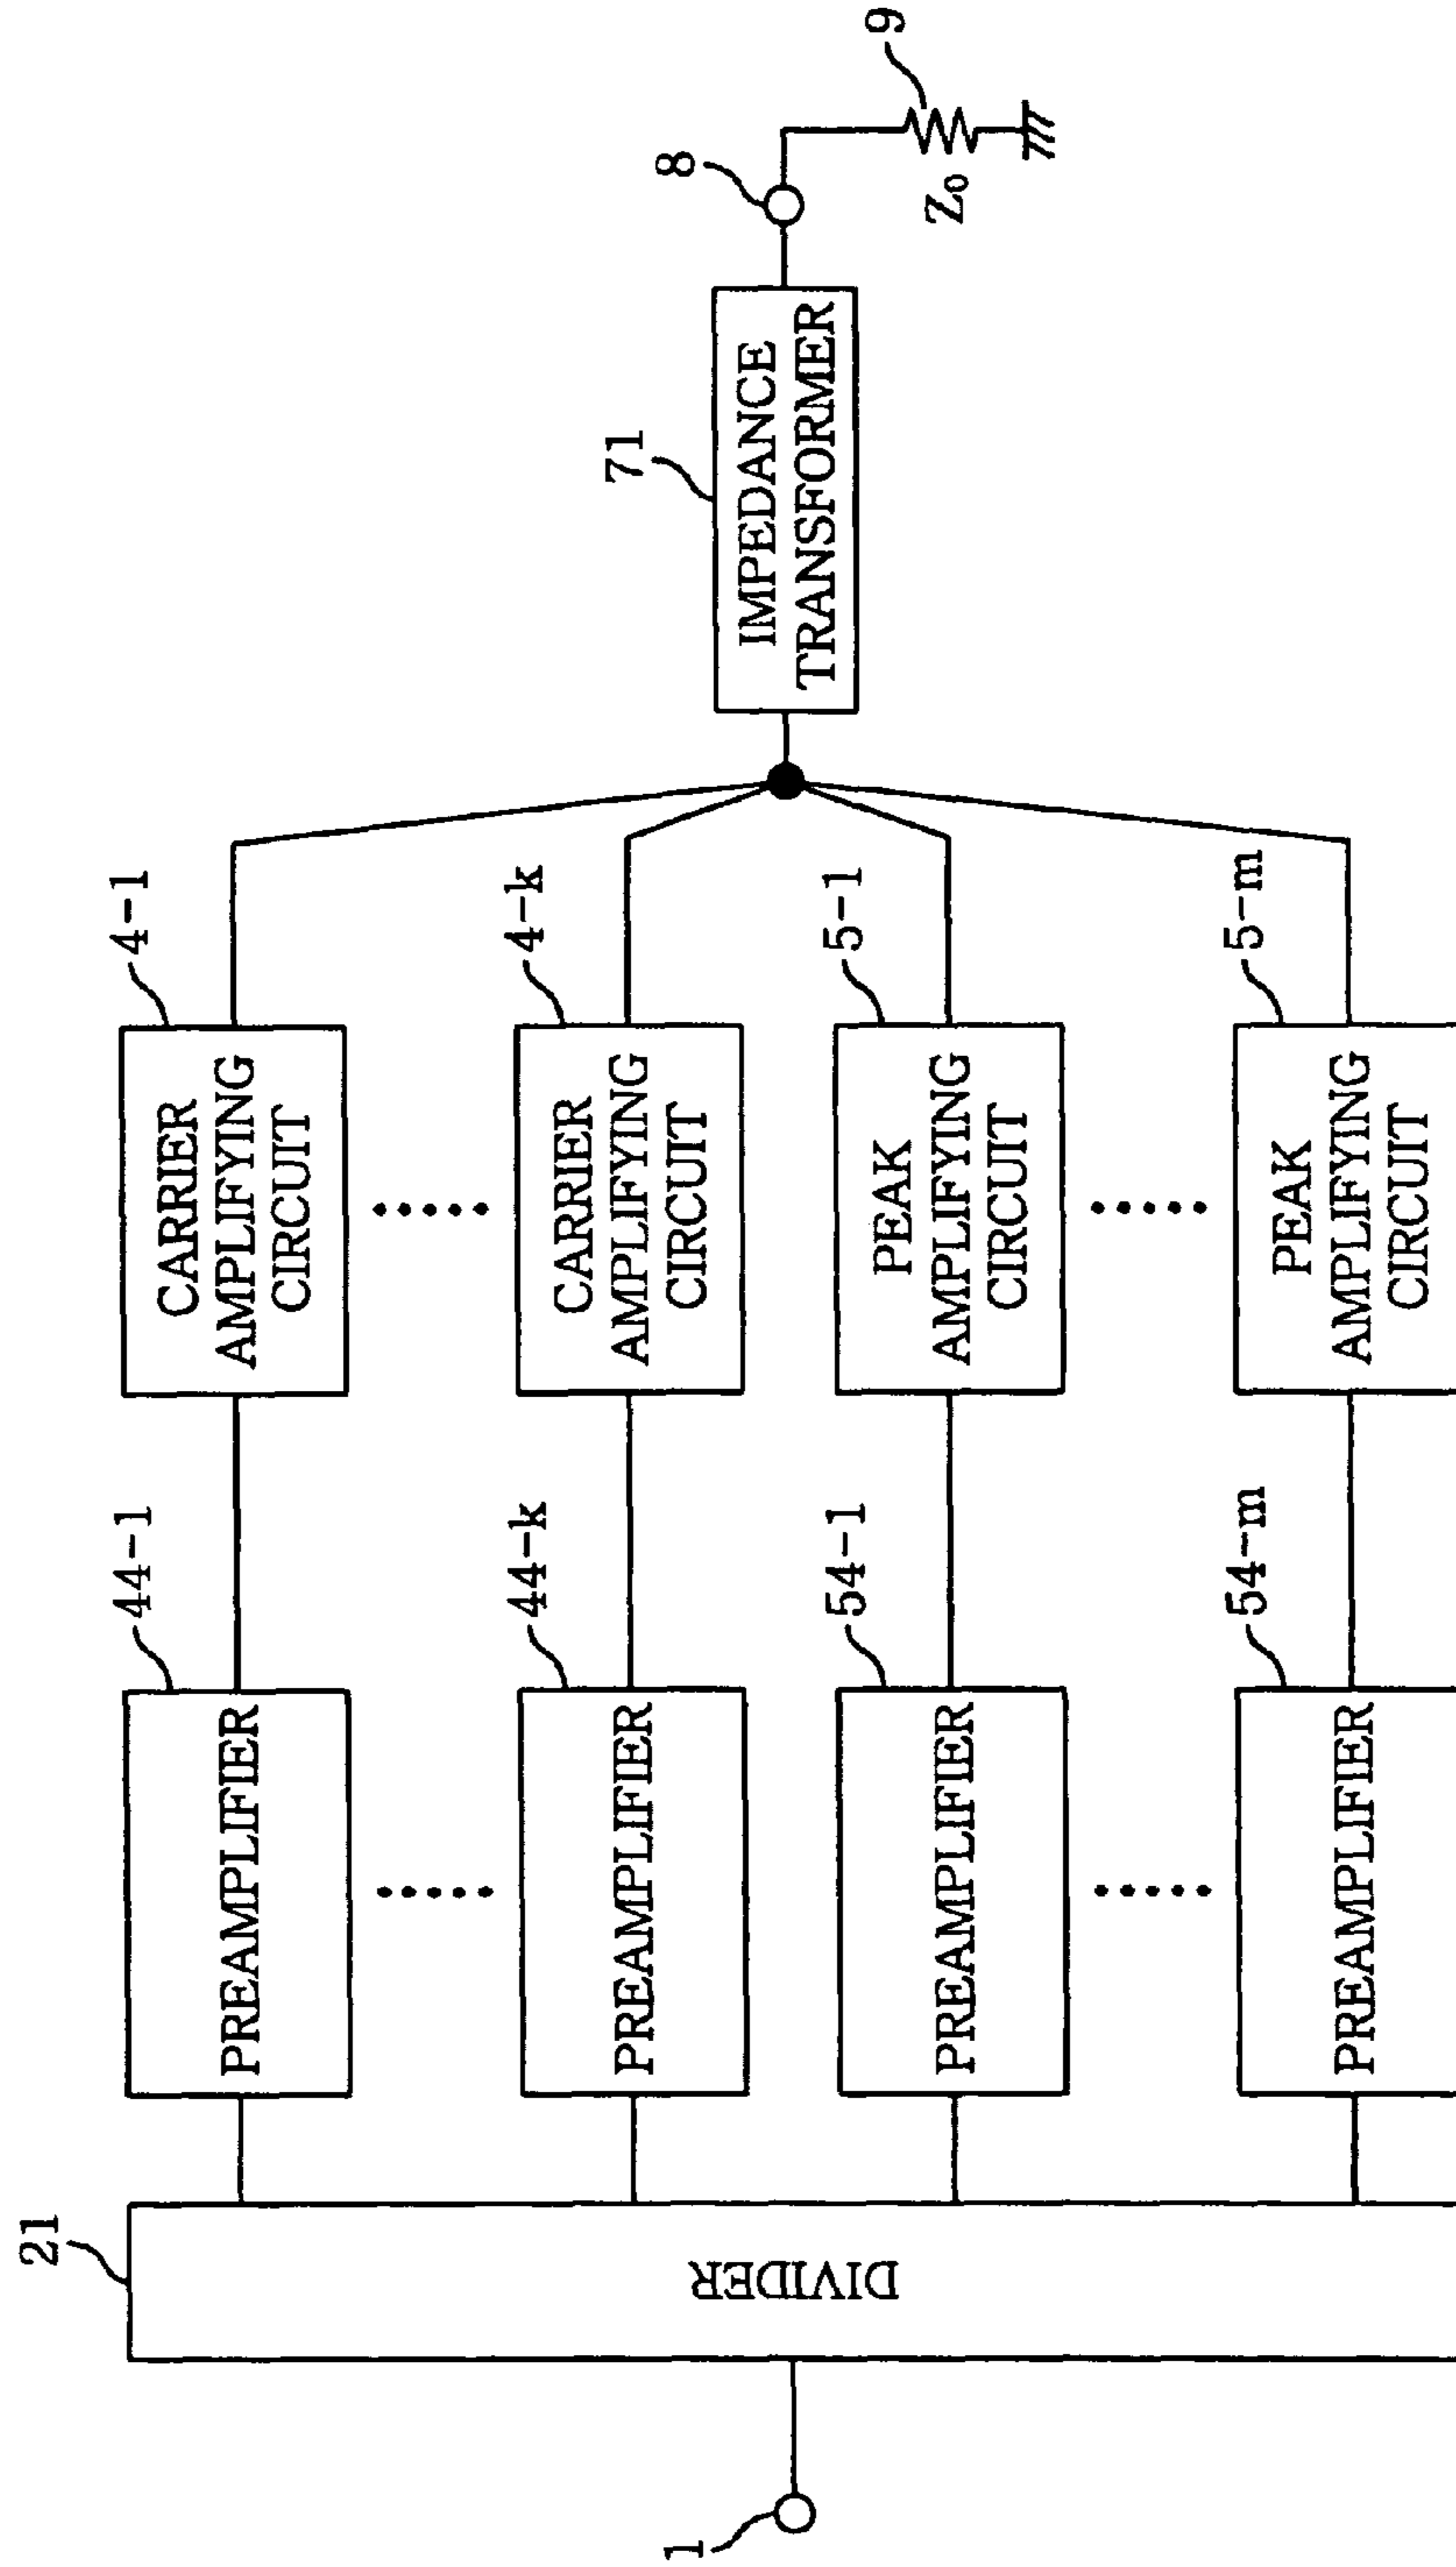 1
21
DIVIDER
44-1
PREAMPLIFIER
44-k
PREAMPLIFIER
54-1
PREAMPLIFIER
54-m
PREAMPLIFIER
4-1
CARRIER
AMPLIFYING
CIRCUIT
4-k
CARRIER
AMPLIFYING
CIRCUIT
5-1
PEAK
AMPLIFYING
CIRCUIT
5-m
PEAK
AMPLIFYING
CIRCUIT
71
IMPEDANCE
TRANSFORMER
8
9
Z₀